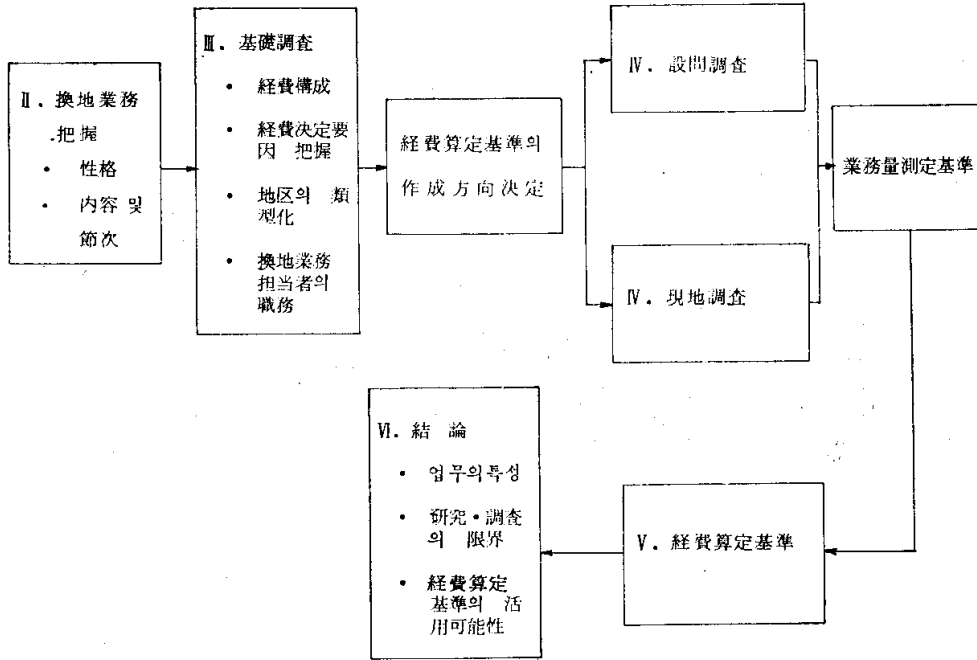 Ⅱ. 換地業務
把握
• 性格
• 内容 및
節次
Ⅲ. 基礎調査
• 経費構成
• 経費決定要
因 把握
• 地区의 類
型化
• 換地業務
担当者의
職務
経費算定基準의
作成方向決定
Ⅳ. 設問調査
Ⅳ. 現地調査
業務量測定基準
Ⅴ. 経費算定基準
Ⅵ. 結 論
• 업무의특성
• 研究・調査
의 限界
• 経費算定
基準의 活
用可能性